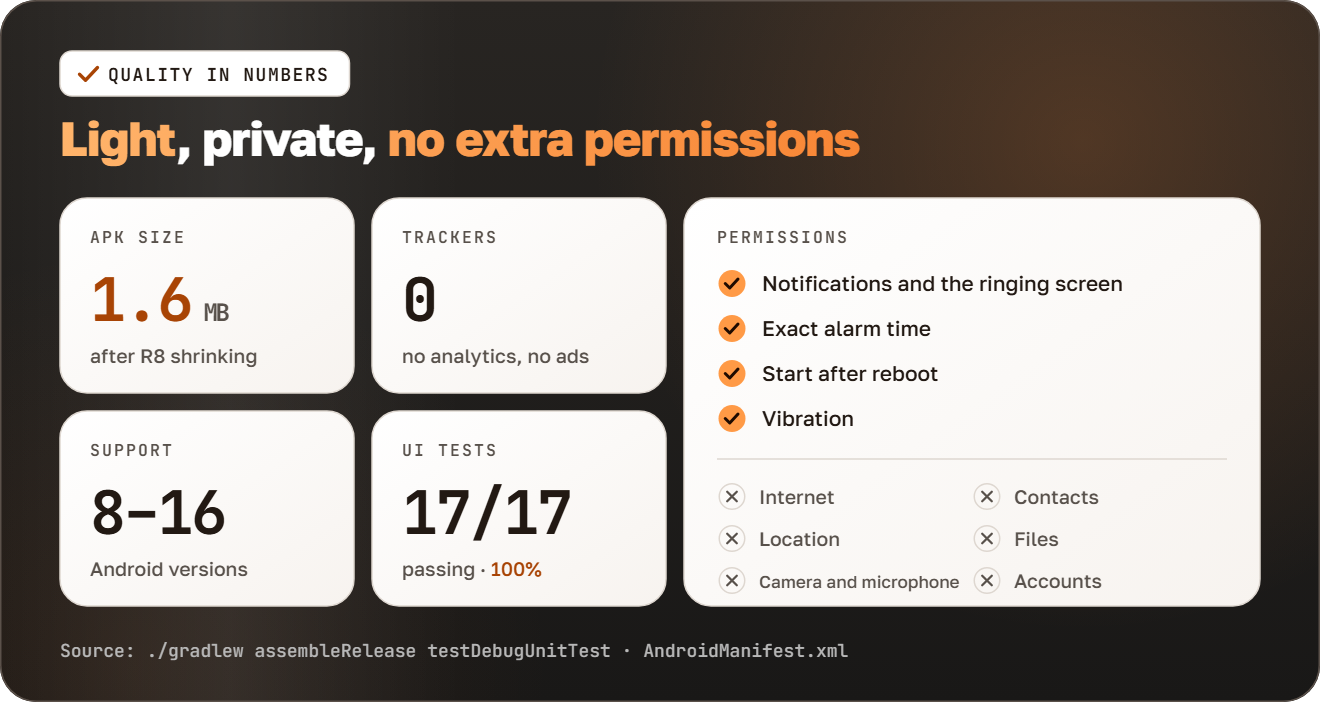 QUALITY IN NUMBERS
Light, private, no extra permissions
APK SIZE
1.6 MB
after R8 shrinking
TRACKERS
0
no analytics, no ads
SUPPORT
8–16
Android versions
UI TESTS
17/17
passing · 100%
PERMISSIONS
Notifications and the ringing screen
Exact alarm time
Start after reboot
Vibration
Internet
Contacts
Location
Files
Camera and microphone
Accounts
Source: ./gradlew assembleRelease testDebugUnitTest · AndroidManifest.xml